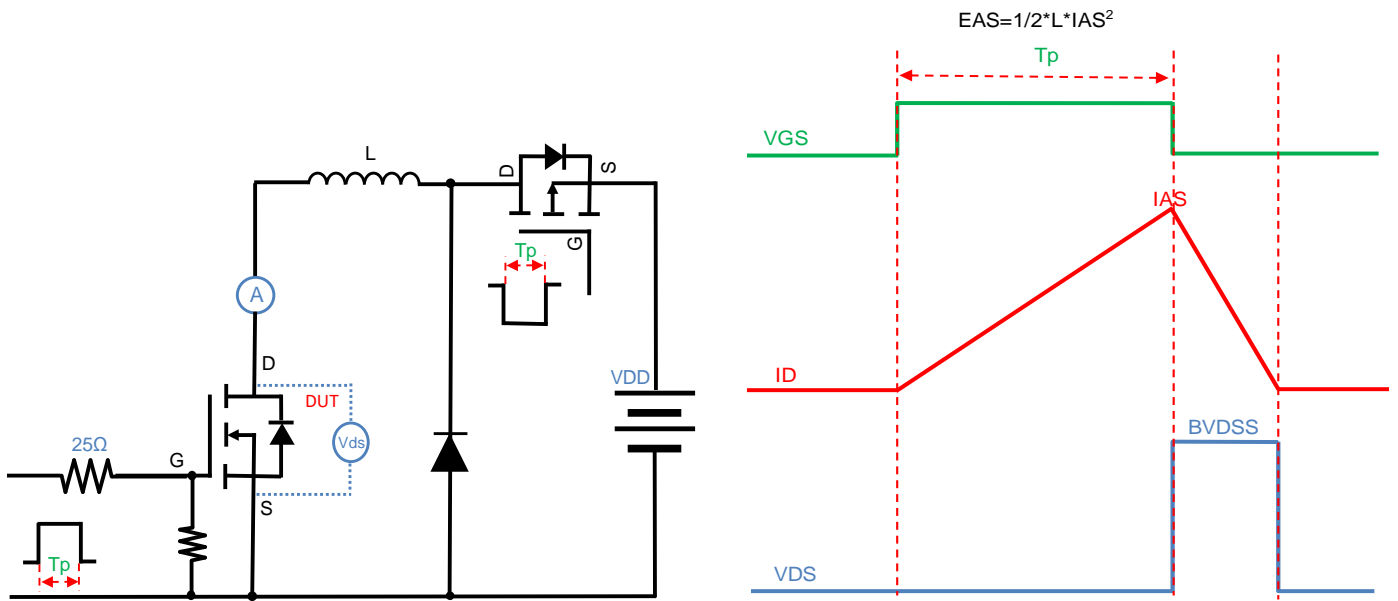 EAS=1/2*L*IAS²
Tp
VGS
L
D
S
G
Tp
IAS
A
D
VDD
ID
DUT
Vds
25Ω
G
BVDSS
S
Tp
VDS